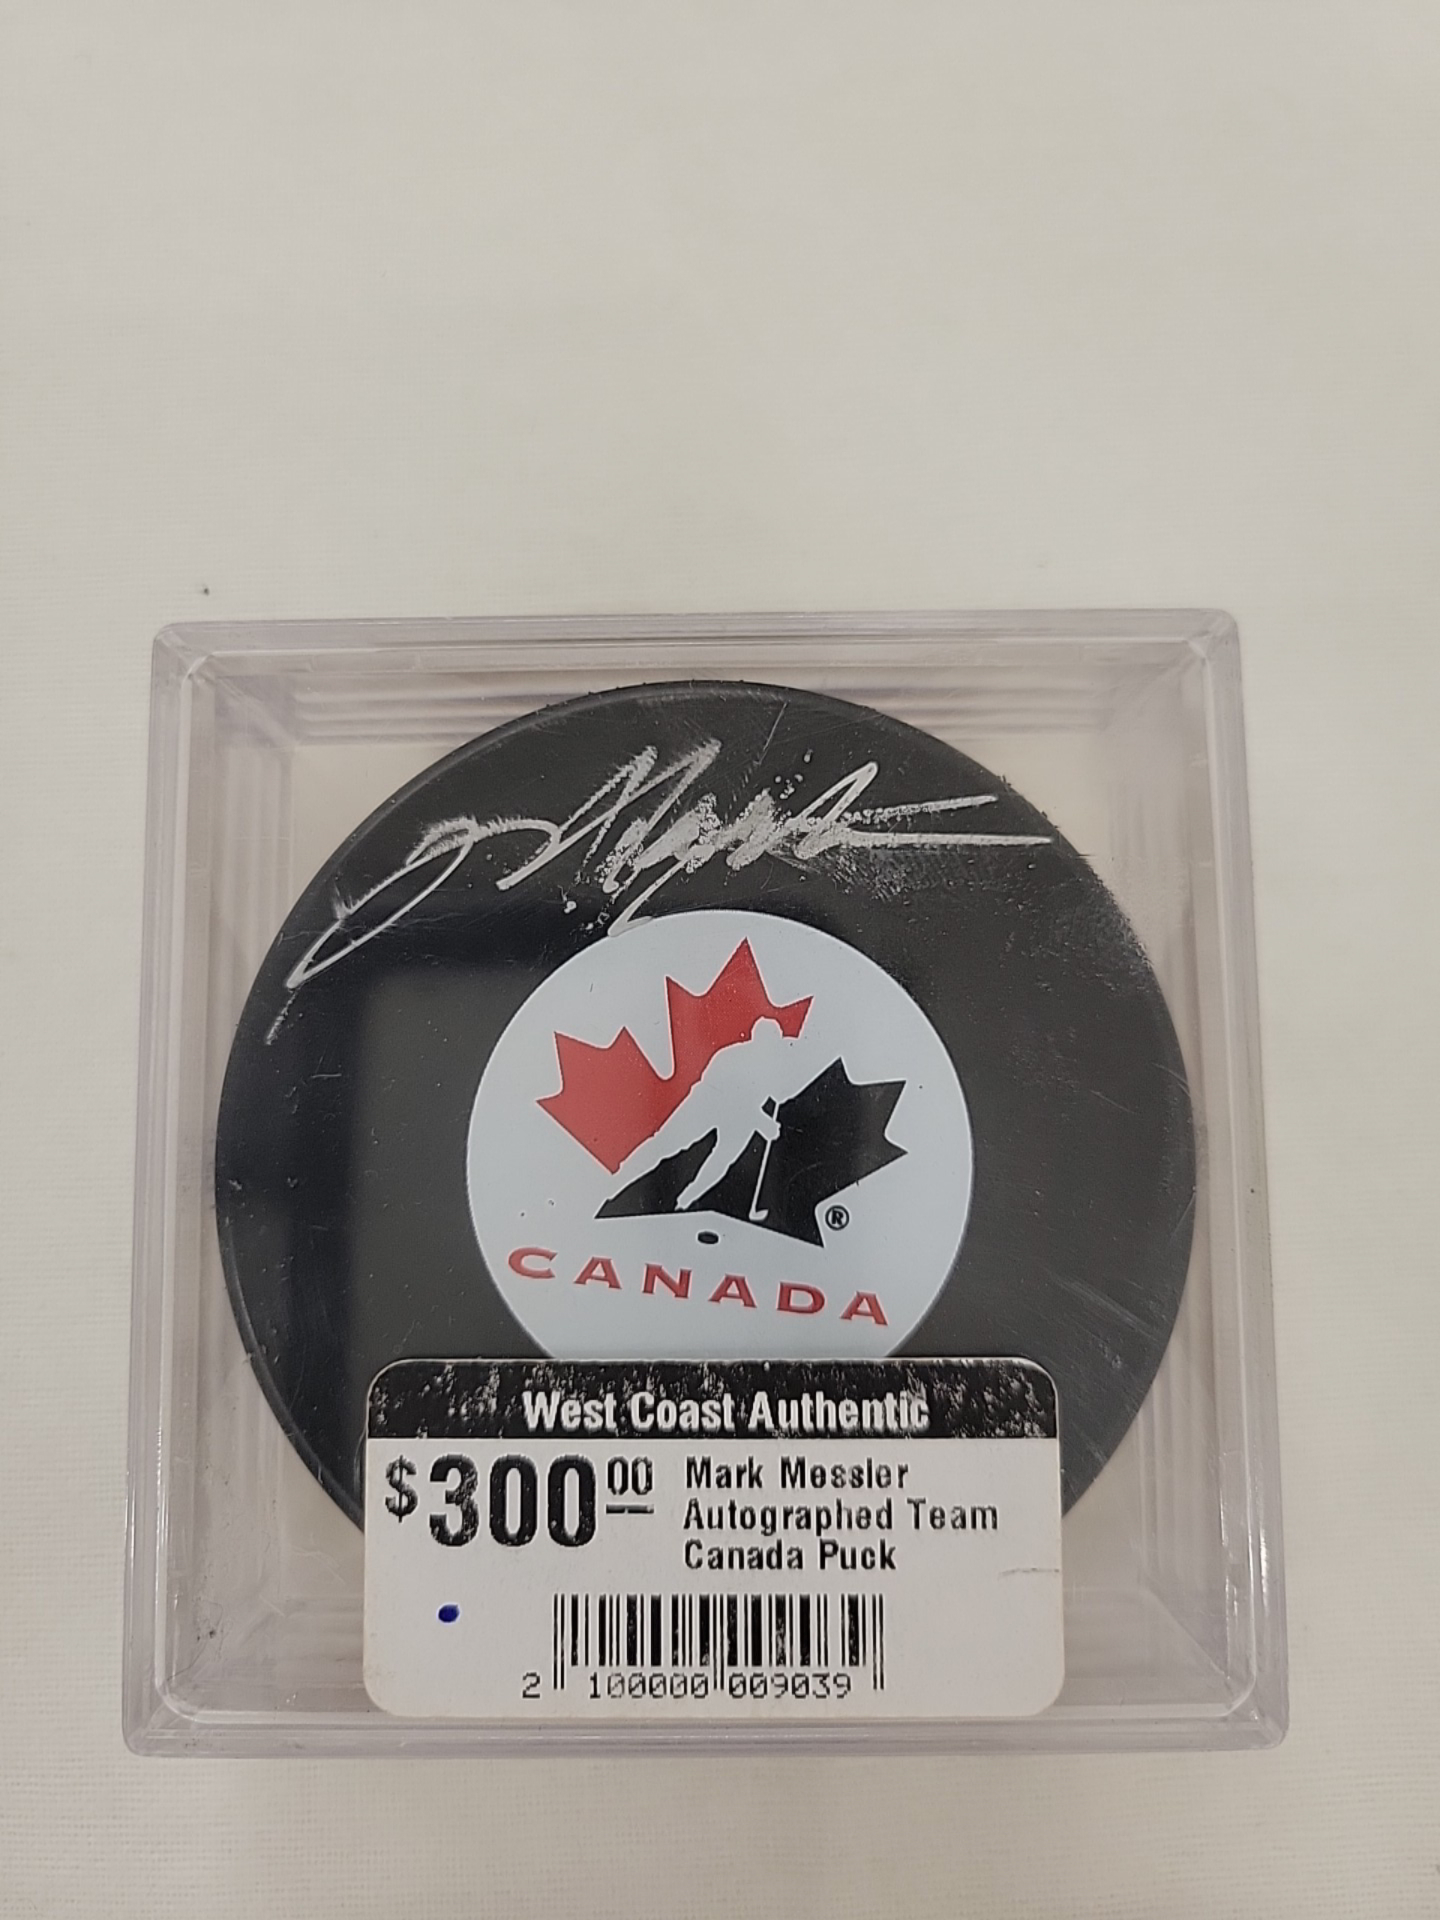 ®
CANADA
West Coast Authentic
$300 00 Mark Messier
Autographed Team
Canada Puck
2 100000 009039